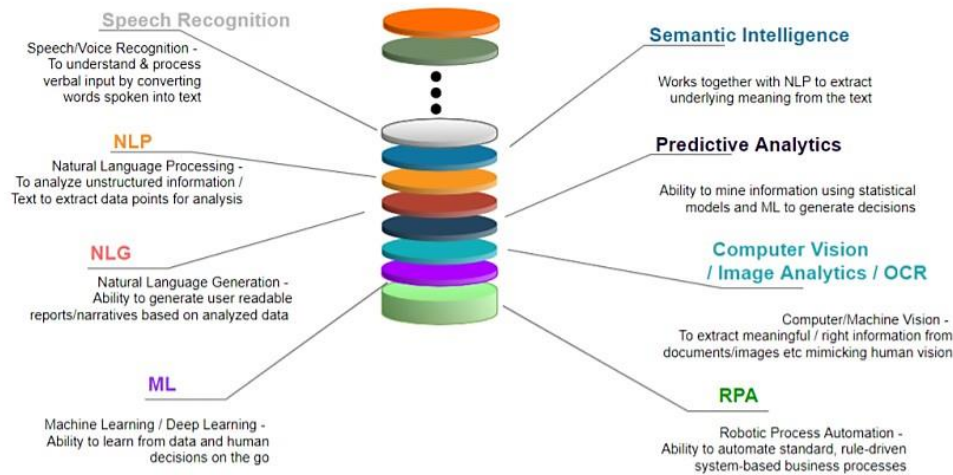 Speech Recognition
Speech/Voice Recognition -
To understand & process
verbal input by converting
words spoken into text
NLP
Natural Language Processing -
To analyze unstructured information /
Text to extract data points for analysis
NLG
Natural Language Generation -
Ability to generate user readable
reports/narratives based on analyzed data
ML
Machine Learning / Deep Learning -
Ability to learn from data and human
decisions on the go
Semantic Intelligence
Works together with NLP to extract
underlying meaning from the text
Predictive Analytics
Ability to mine information using statistical
models and ML to generate decisions
Computer Vision
/ Image Analytics / OCR
Computer/Machine Vision -
To extract meaningful / right information from
documents/images etc mimicking human vision
RPA
Robotic Process Automation -
Ability to automate standard, rule-driven
system-based business processes